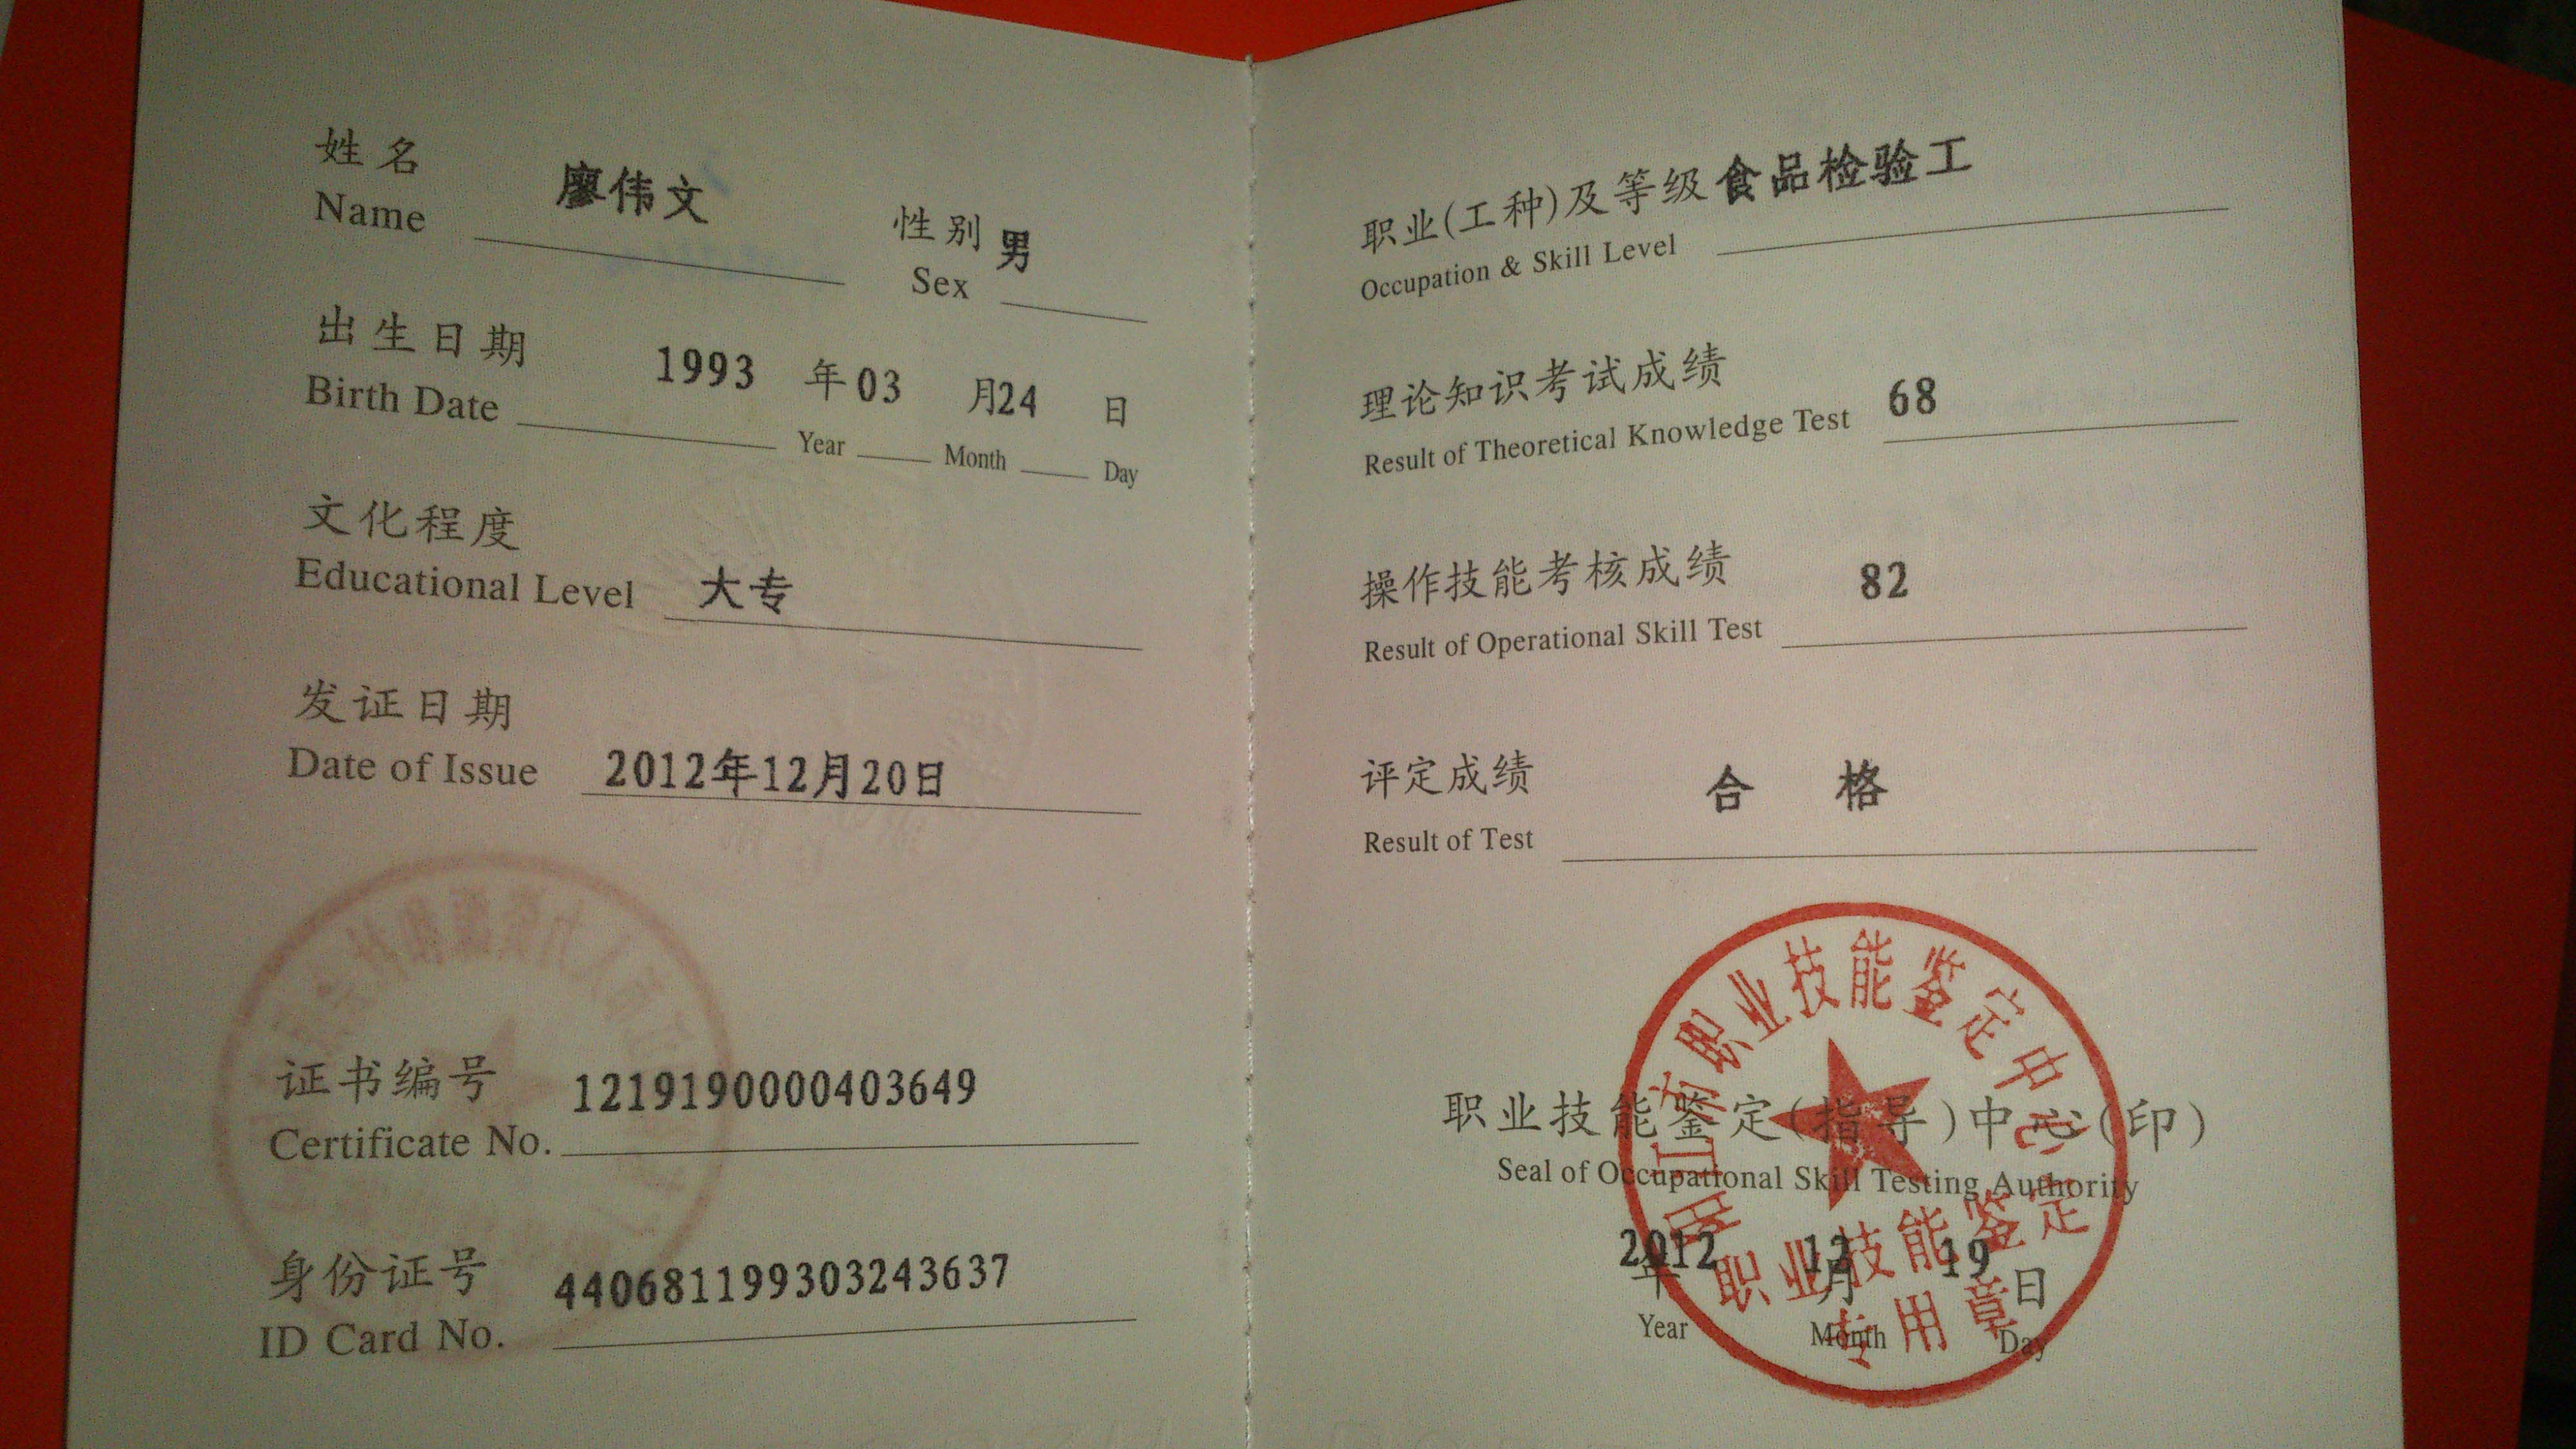 姓名 廖伟文 性别 男
Name Sex
出生日期 1993 年 03 月 24 日
Birth Date Year Month Day
文化程度
Educational Level 大专
发证日期
Date of Issue 2012年12月20日
证书编号 1219190000403649
Certificate No.
身份证号 440681199303243637
ID Card No.
职业(工种)及等级 食品检验工
Occupation & Skill Level
理论知识考试成绩 68
Result of Theoretical Knowledge Test
操作技能考核成绩 82
Result of Operational Skill Test
评定成绩 合 格
Result of Test
职业技能鉴定(指导)中心(印)
Seal of Occupational Skill Testing Authority
2012 年 12 月 19 日
Year Month Day
职业技能鉴定中心
职业技能鉴定
专用章